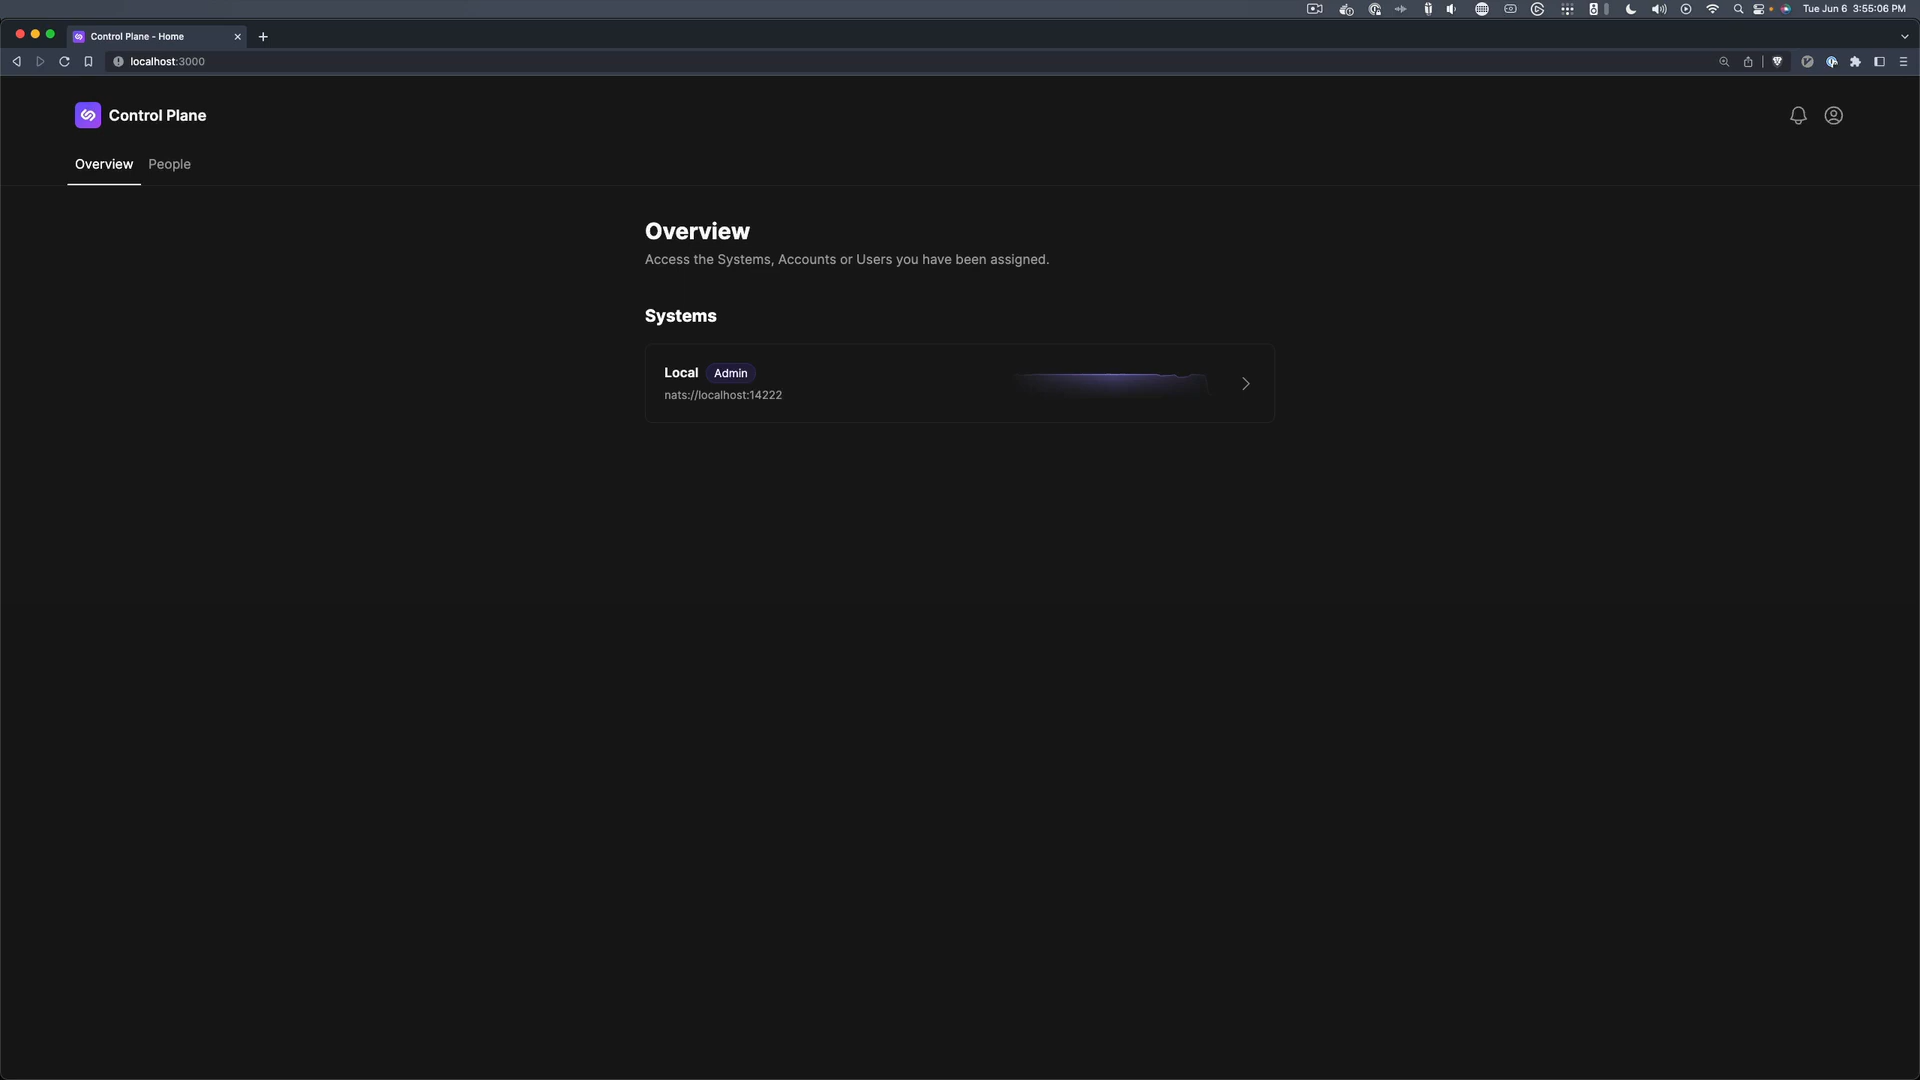 Tue Jun 6 3:55:06 PM
Control Plane - Home
localhost:3000
Control Plane
Overview People
Overview
Access the Systems, Accounts or Users you have been assigned.
Systems
Local Admin
nats://localhost:14222